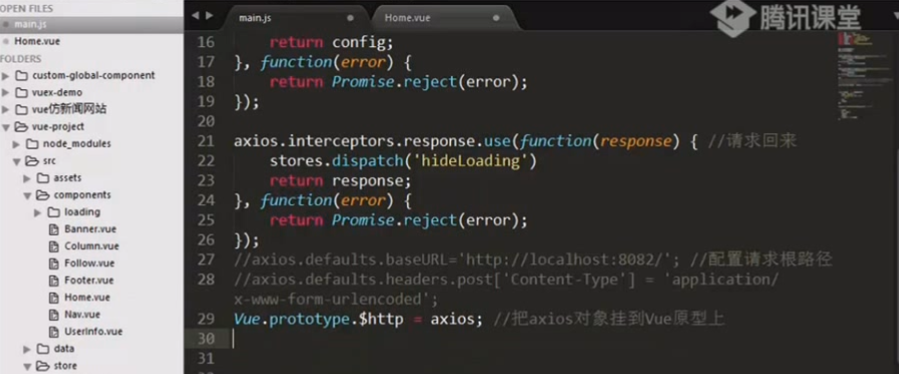 OPEN FILES
main.js
Home.vue
FOLDERS
custom-global-component
vuex-demo
vue仿新闻网站
vue-project
node_modules
src
assets
components
loading
Banner.vue
Column.vue
Follow.vue
Footer.vue
Home.vue
Nav.vue
UserInfo.vue
data
store
main.js
Home.vue
腾讯课堂
16 return config;
17 }, function(error) {
18 return Promise.reject(error);
19 });
20
21 axios.interceptors.response.use(function(response) { //请求回来
22 stores.dispatch('hideLoading')
23 return response;
24 }, function(error) {
25 return Promise.reject(error);
26 });
27 //axios.defaults.baseURL='http://localhost:8082/'; //配置请求根路径
28 //axios.defaults.headers.post['Content-Type'] = 'application/
x-www-form-urlencoded';
29 Vue.prototype.$http = axios; //把axios对象挂到Vue原型上
30
31